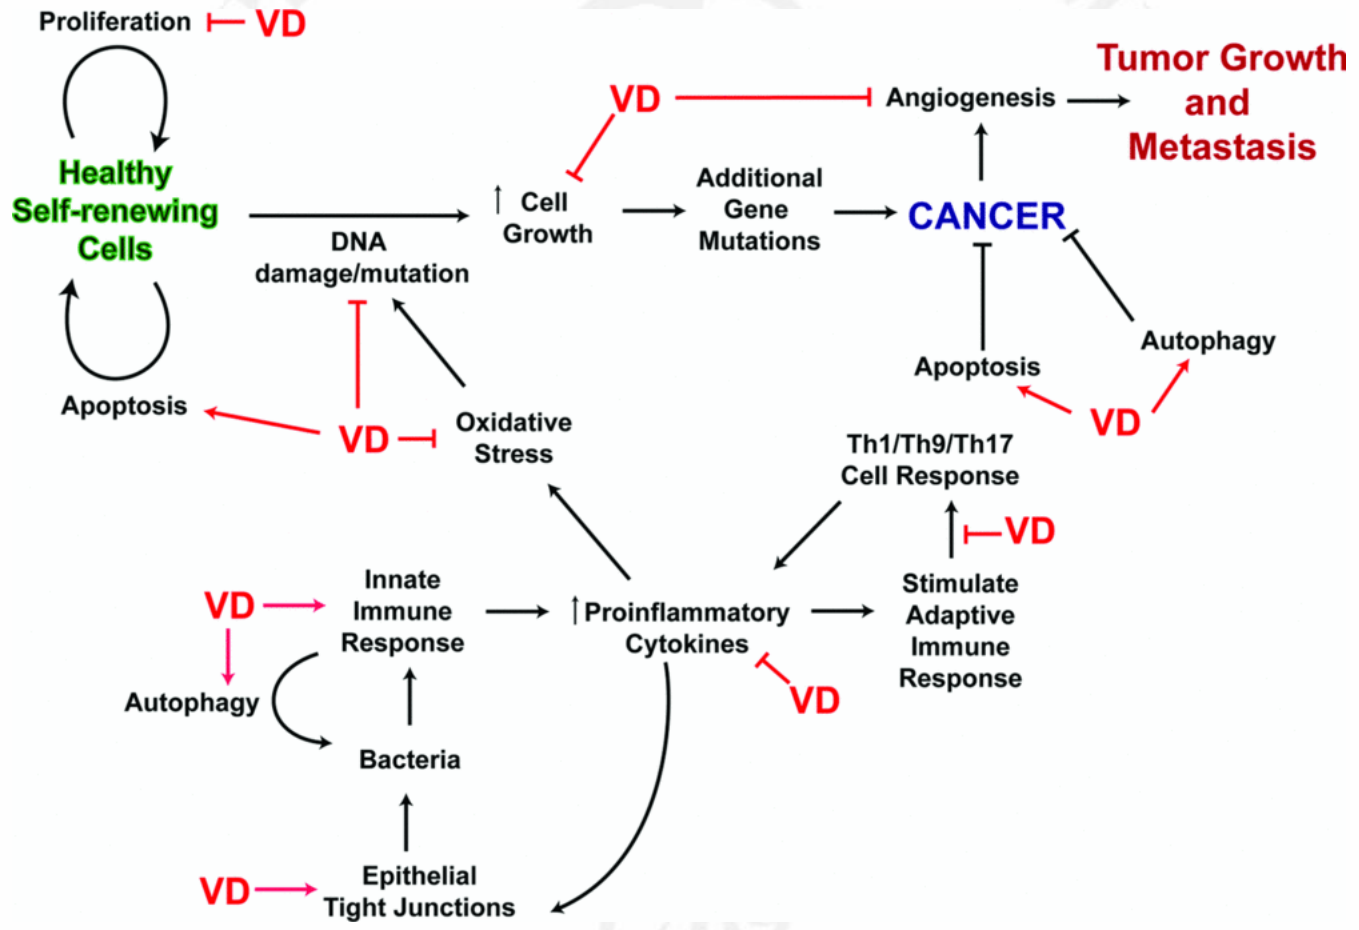 Proliferation
VD
Healthy
Self-renewing
Cells
Apoptosis
DNA
damage/mutation
VD
Oxidative
Stress
VD
↑ Cell
Growth
Additional
Gene
Mutations
CANCER
Angiogenesis
Tumor Growth
and
Metastasis
Apoptosis
Autophagy
VD
Th1/Th9/Th17
Cell Response
VD
Stimulate
Adaptive
Immune
Response
↑ Proinflammatory
Cytokines
VD
VD
Innate
Immune
Response
Autophagy
Bacteria
VD
Epithelial
Tight Junctions